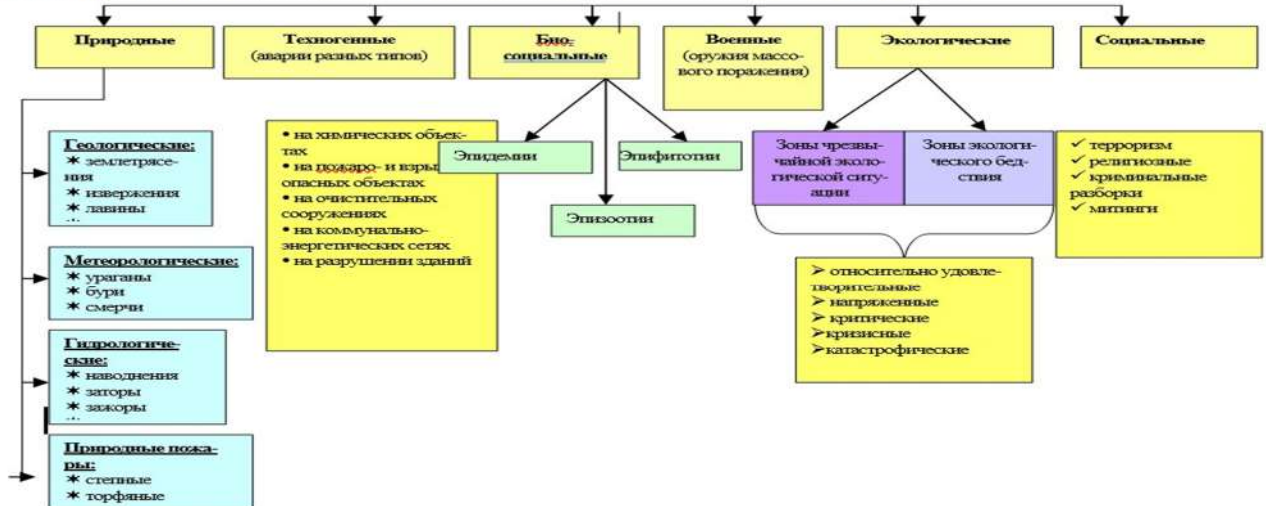 Природные
Техногенные
(аварии разных типов)
Био-
социальные
Военные
(оружия массо-
вого поражения)
Экологические
Социальные
Геологические:
∗ землетрясе-
ния
∗ извержения
∗ лавины
Метеорологические:
∗ ураганы
∗ бури
∗ смерчи
Гидрологиче-
ские:
∗ наводнения
∗ заторы
∗ зажоры
Природные пожа-
ры:
∗ степные
∗ торфяные
• на химических объек-
тах
• на пожаро- и взрыв
опасных объектах
• на очистительных
сооружениях
• на коммунально-
энергетических сетях
• на разрушении зданий
Эпидемии
Эпифитотии
Эпизоотии
Зоны чрезвы-
чайной эколо-
гической ситу-
ации
Зоны экологи-
ческого бед-
ствия
➢ относительно удовле-
творительные
➢ напряженные
➢ критические
➢кризисные
➢катастрофические
✓ терроризм
✓ религиозные
✓ криминальные
разборки
✓ митинги